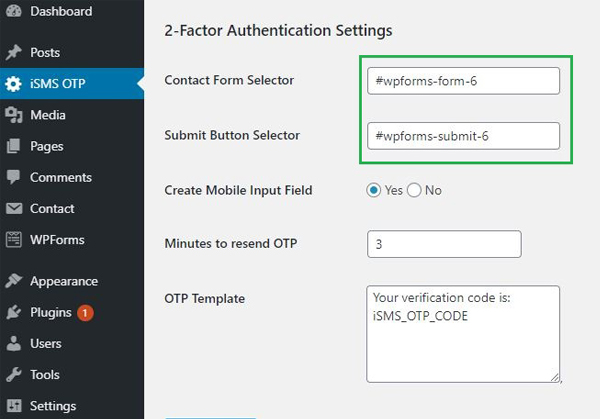 Dashboard
Posts
iSMS OTP
Media
Pages
Comments
Contact
WPForms
Appearance
Plugins 1
Users
Tools
Settings
2-Factor Authentication Settings
Contact Form Selector #wpforms-form-6
Submit Button Selector #wpforms-submit-6
Create Mobile Input Field Yes No
Minutes to resend OTP 3
OTP Template Your verification code is:
iSMS_OTP_CODE